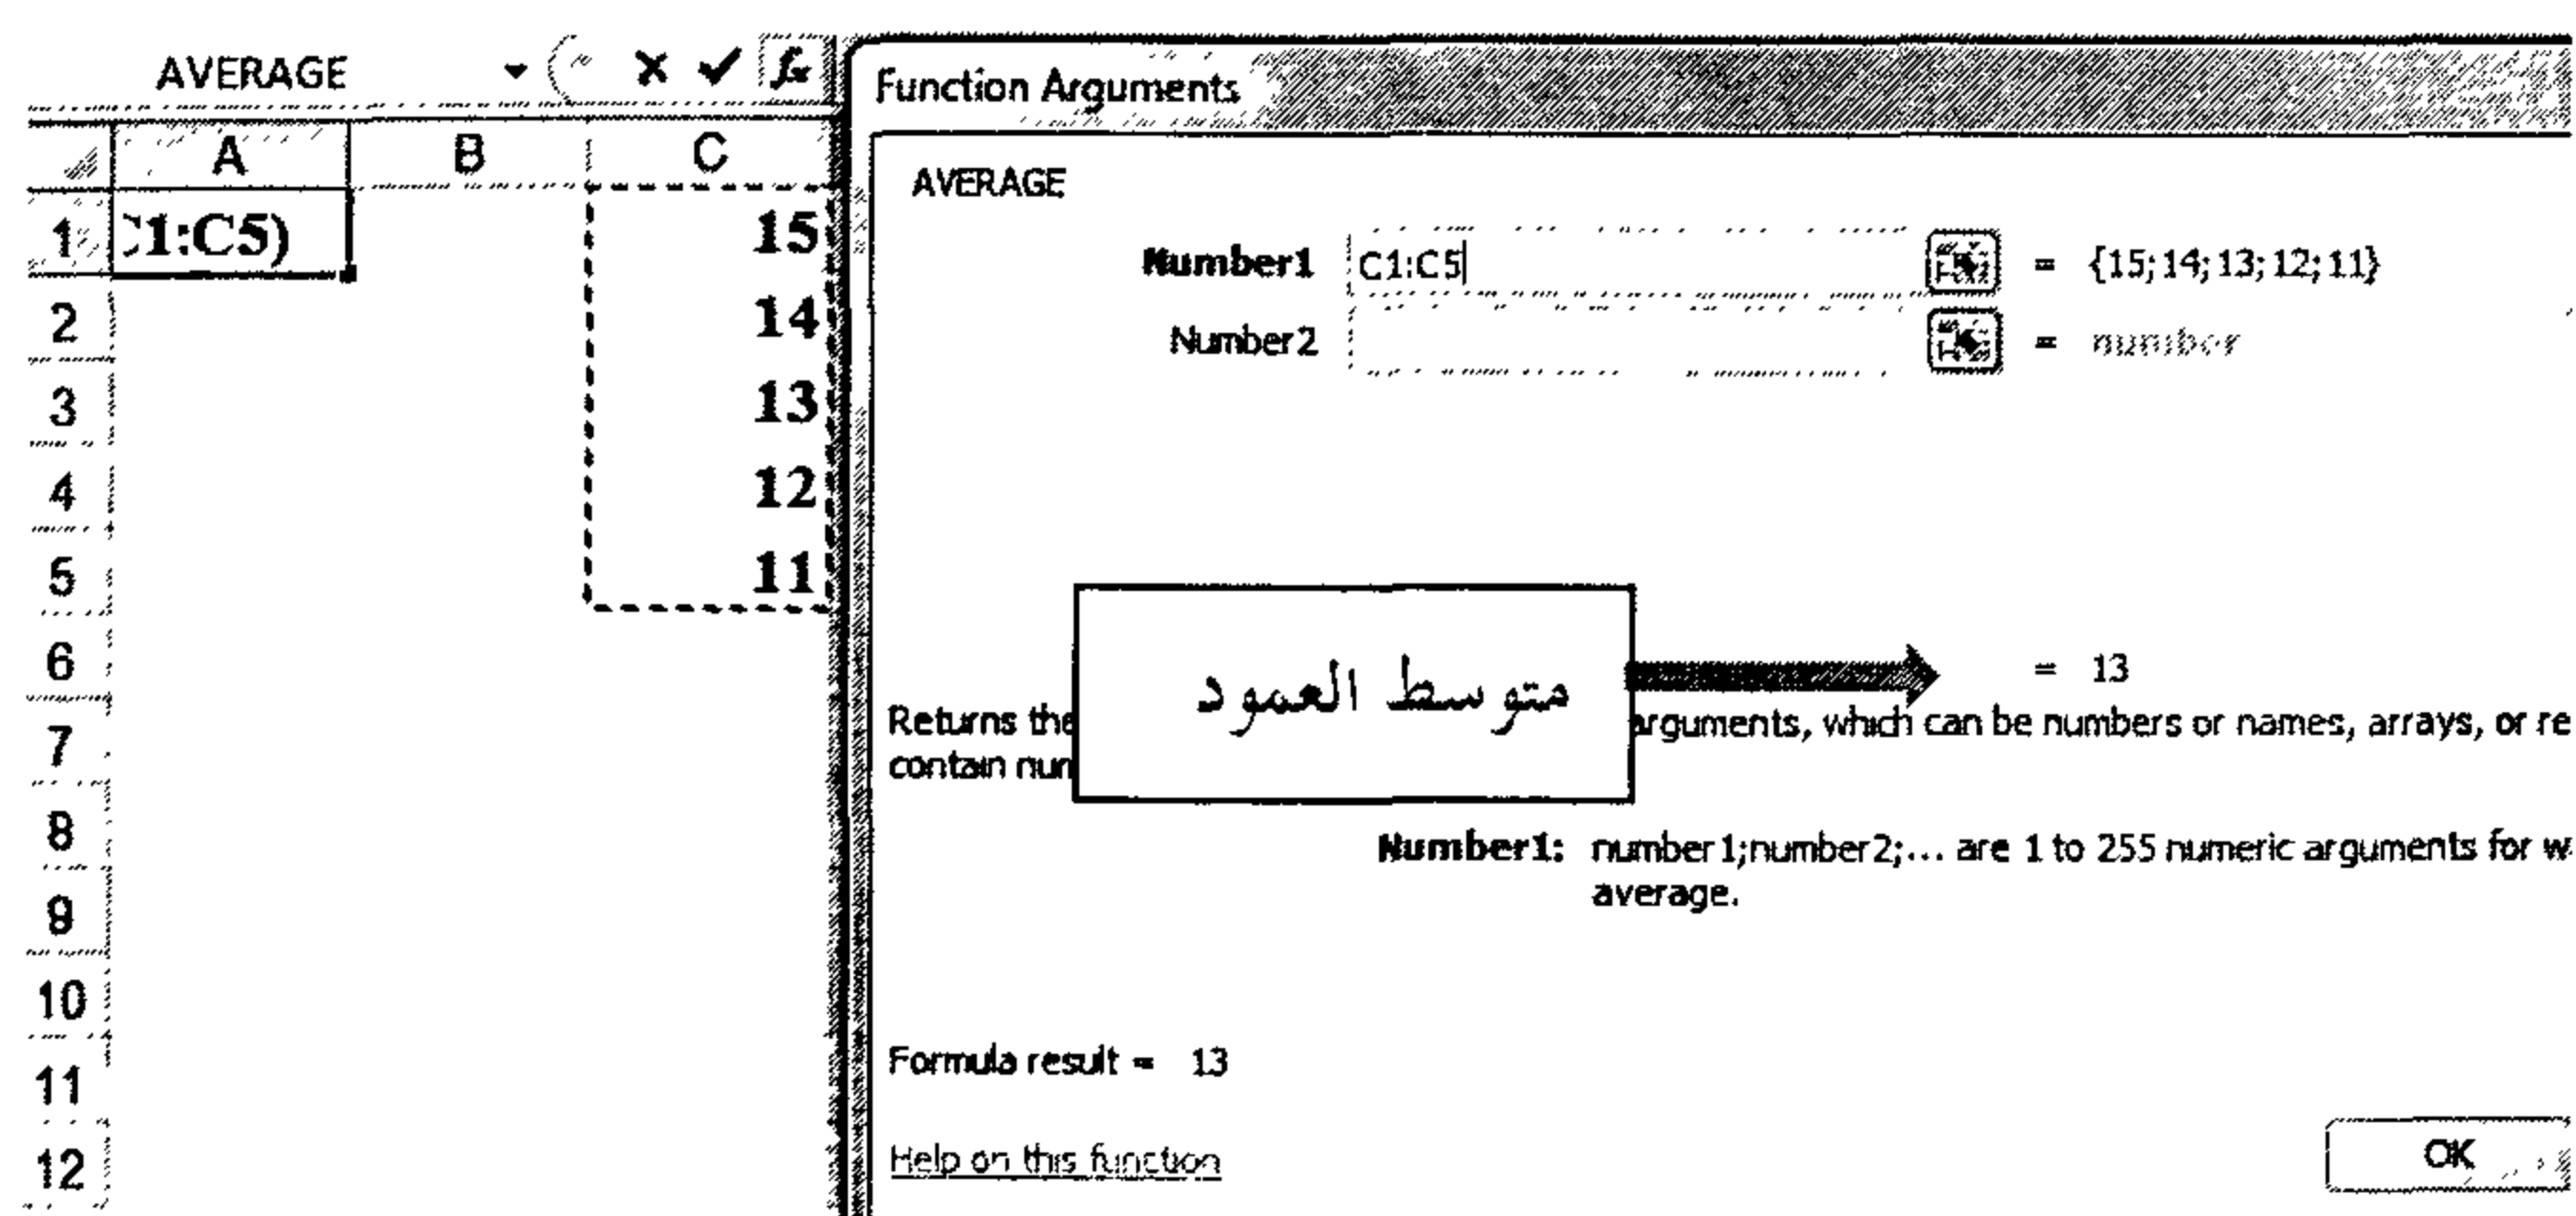 AVERAGE
fx
Function Arguments
A B C
1 C1:C5) 15
2 14
3 13
4 12
5 11
6
7
8
9
10
11
12
AVERAGE
Number1 C1:C5 = {15;14;13;12;11}
Number2 = number
متوسط العمود
= 13
Returns the arguments, which can be numbers or names, arrays, or re
contain num
Number1: number1;number2;... are 1 to 255 numeric arguments for w
average.
Formula result = 13
Help on this function
OK